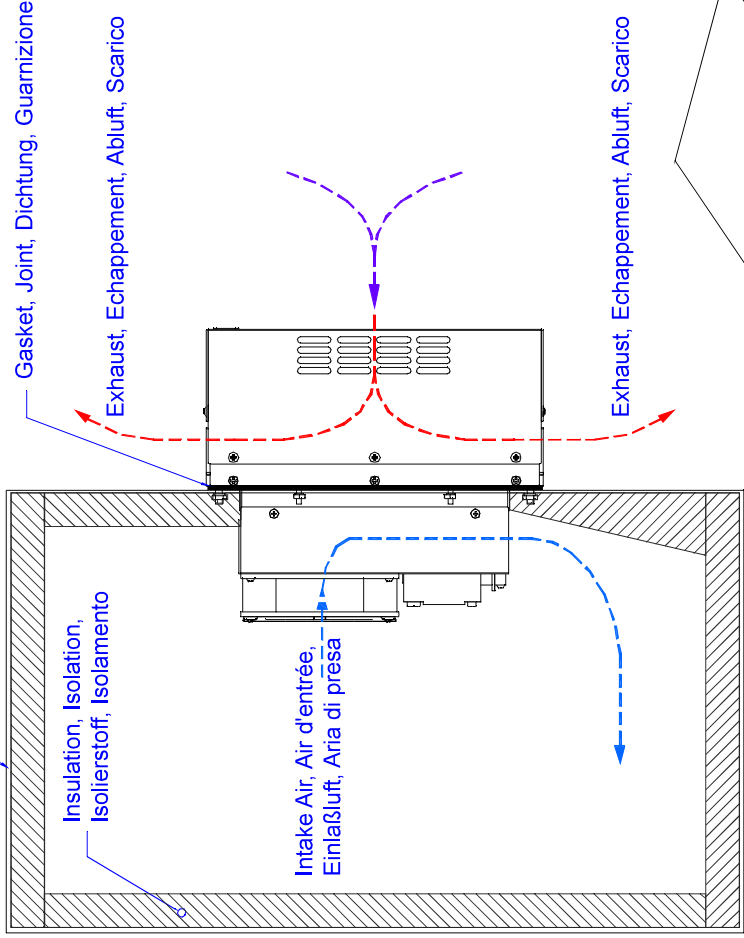 Gasket, Joint, Dichtung, Guarnizione
Exhaust, Echappement, Abluft, Scarico
Exhaust, Echappement, Abluft, Scarico
Insulation, Isolation,
Isolierstoff, Isolamento
Intake Air, Air d'entrée,
Einlaßluft, Aria di presa